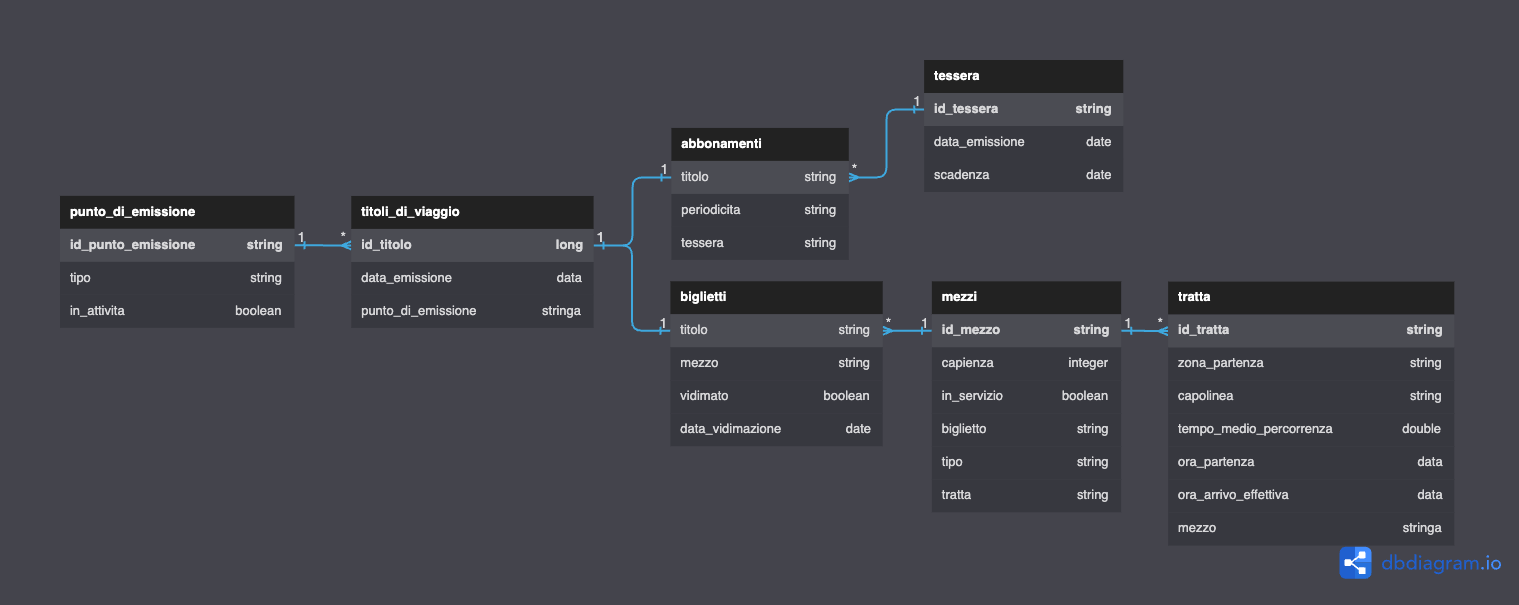 tessera
id_tessera string
data_emissione date
scadenza date
abbonamenti
titolo string
periodicita string
tessera string
punto_di_emissione
id_punto_emissione string
tipo string
in_attivita boolean
titoli_di_viaggio
id_titolo long
data_emissione data
punto_di_emissione stringa
biglietti
titolo string
mezzo string
vidimato boolean
data_vidimazione date
mezzi
id_mezzo string
capienza integer
in_servizio boolean
biglietto string
tipo string
tratta string
tratta
id_tratta string
zona_partenza string
capolinea string
tempo_medio_percorrenza double
ora_partenza data
ora_arrivo_effettiva data
mezzo stringa
1 *
1 1
1
* 1
* 1
1 *
dbdiagram.io